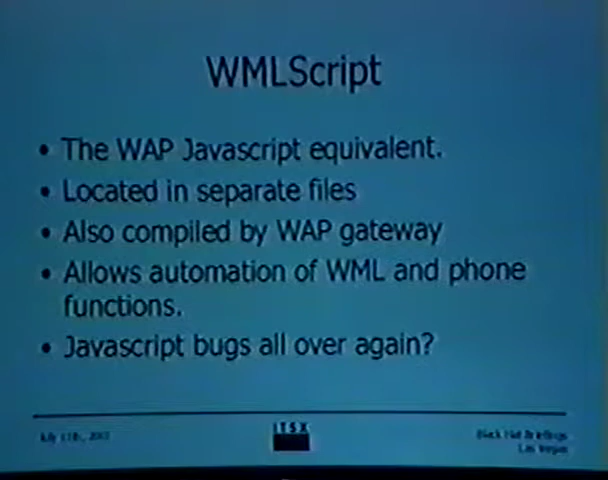 WMLScript
• The WAP Javascript equivalent.
• Located in separate files
• Also compiled by WAP gateway
• Allows automation of WML and phone
functions.
• Javascript bugs all over again?
ITSX
Black Hat Briefings
Las Vegas